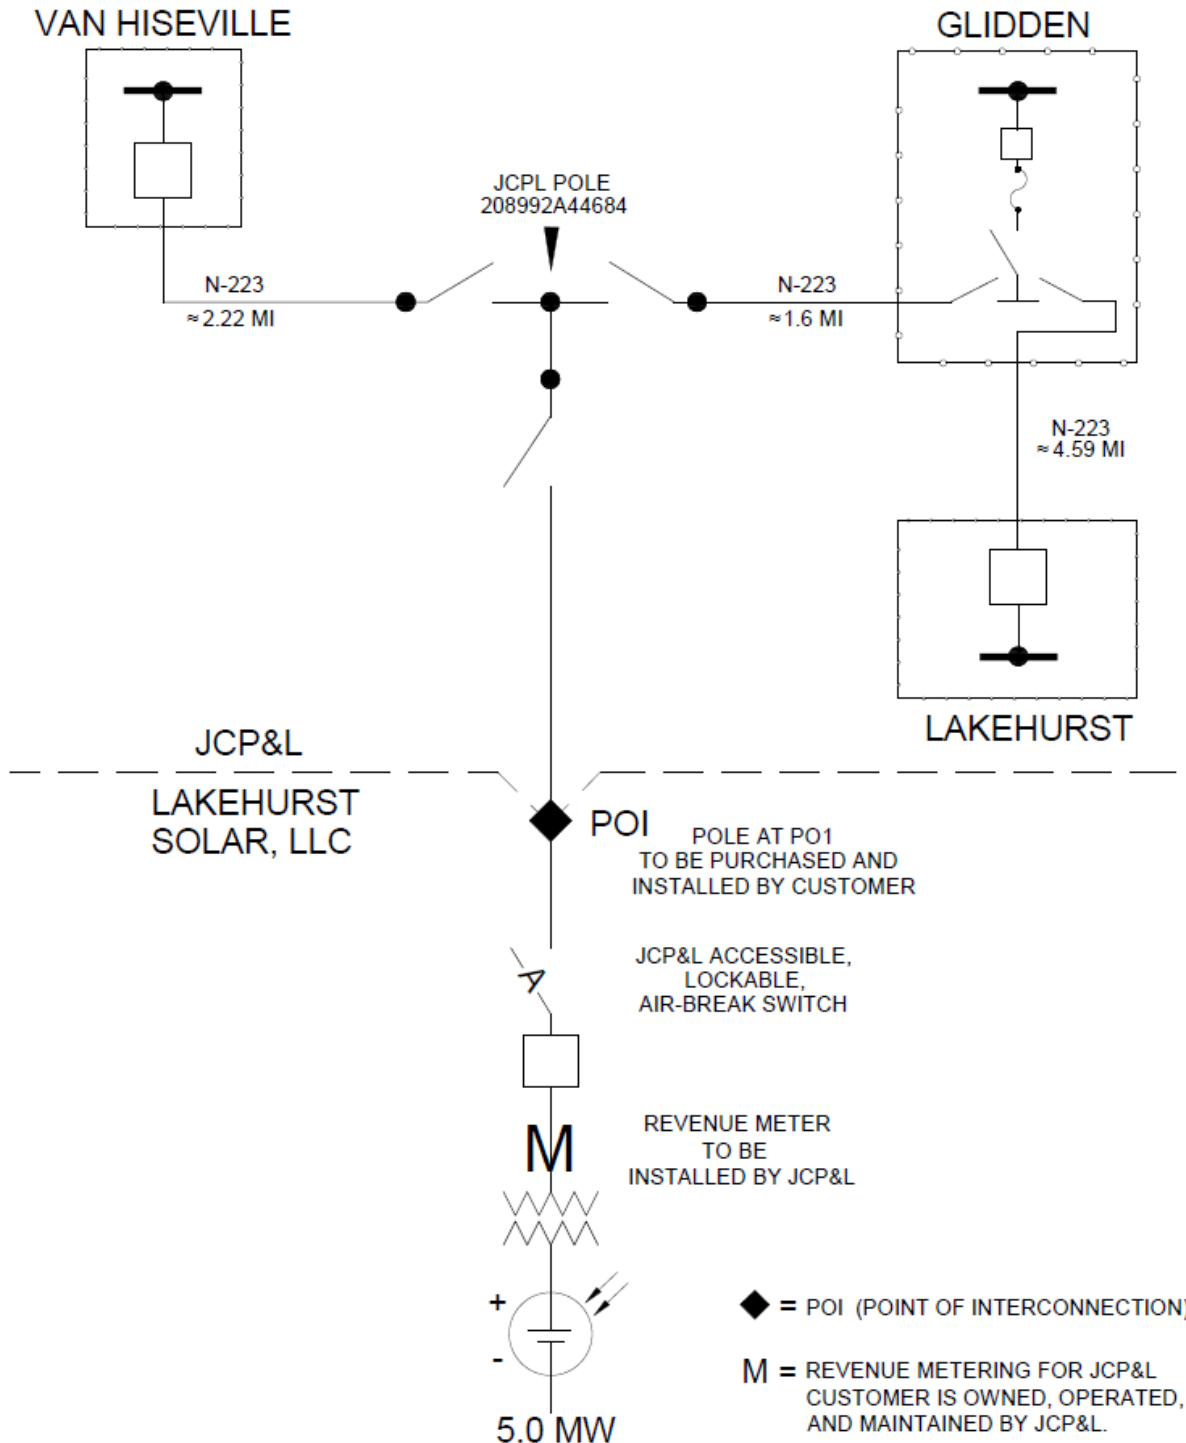 VAN HISEVILLE
GLIDDEN
JCPL POLE
208992A44684
N-223
≈2.22 MI
N-223
≈1.6 MI
N-223
≈4.59 MI
LAKEHURST
JCP&L
LAKEHURST
SOLAR, LLC
POI
POLE AT PO1
TO BE PURCHASED AND
INSTALLED BY CUSTOMER
A
JCP&L ACCESSIBLE,
LOCKABLE,
AIR-BREAK SWITCH
M
REVENUE METER
TO BE
INSTALLED BY JCP&L
+
-
5.0 MW
= POI (POINT OF INTERCONNECTION)
M = REVENUE METERING FOR JCP&L
CUSTOMER IS OWNED, OPERATED,
AND MAINTAINED BY JCP&L.